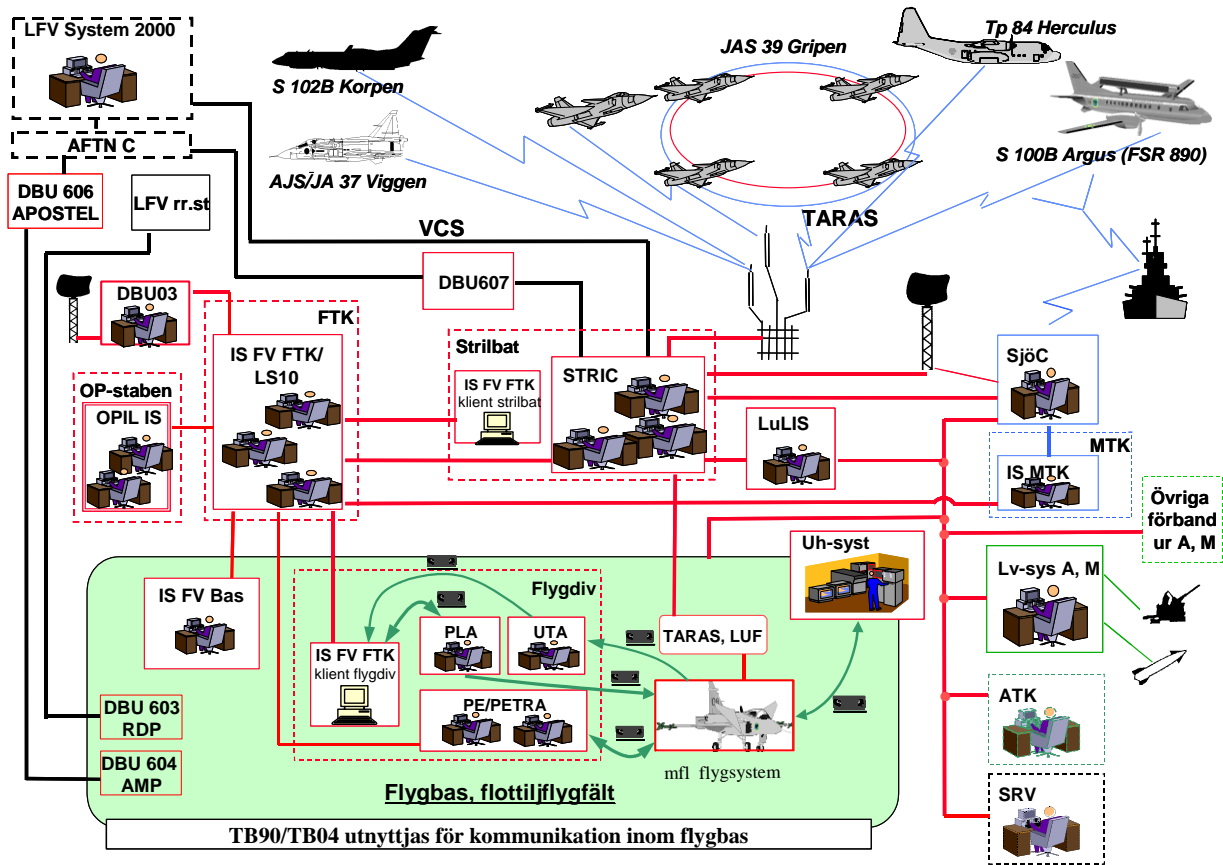 LFV System 2000
S 102B Korpen
JAS 39 Gripen
Tp 84 Herculus
AFTN C
AJS/JA 37 Viggen
S 100B Argus (FSR 890)
DBU 606
APOSTEL
LFV rr.st
VCS
TARAS
DBU607
DBU03
FTK
Strilbat
IS FV FTK/
LS10
STRIC
SjöC
OP-staben
OPIL IS
IS FV FTK
klient strilbat
LuLIS
MTK
IS MTK
Övriga
förband
ur A, M
Uh-syst
Lv-sys A, M
IS FV Bas
Flygdiv
PLA
UTA
TARAS, LUF
IS FV FTK
klient flygdiv
PE/PETRA
DBU 603
RDP
ATK
DBU 604
AMP
mfl flygsystem
Flygbas, flottiljflygfält
SRV
TB90/TB04 utnyttjas för kommunikation inom flygbas